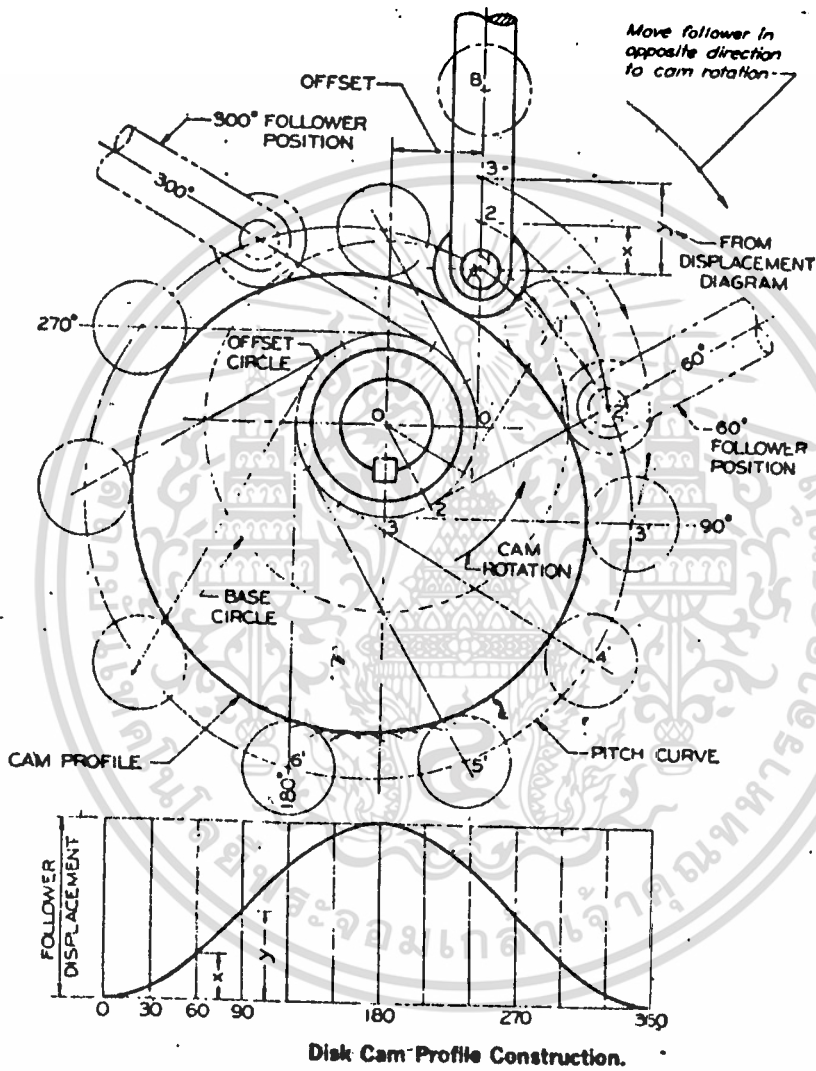 Move follower in
opposite direction
to cam rotation
OFFSET
B
300° FOLLOWER
POSITION
300°
3
2
y
x
FROM
DISPLACEMENT
DIAGRAM
270°
OFFSET
CIRCLE
O
O
2'
60°
60°
FOLLOWER
POSITION
2
3
3'
90°
CAM
ROTATION
BASE
CIRCLE
4'
CAM PROFILE
6'
180°
5'
PITCH CURVE
FOLLOWER
DISPLACEMENT
x
y
0 30 60 90 180 270 360
Disk Cam Profile Construction.